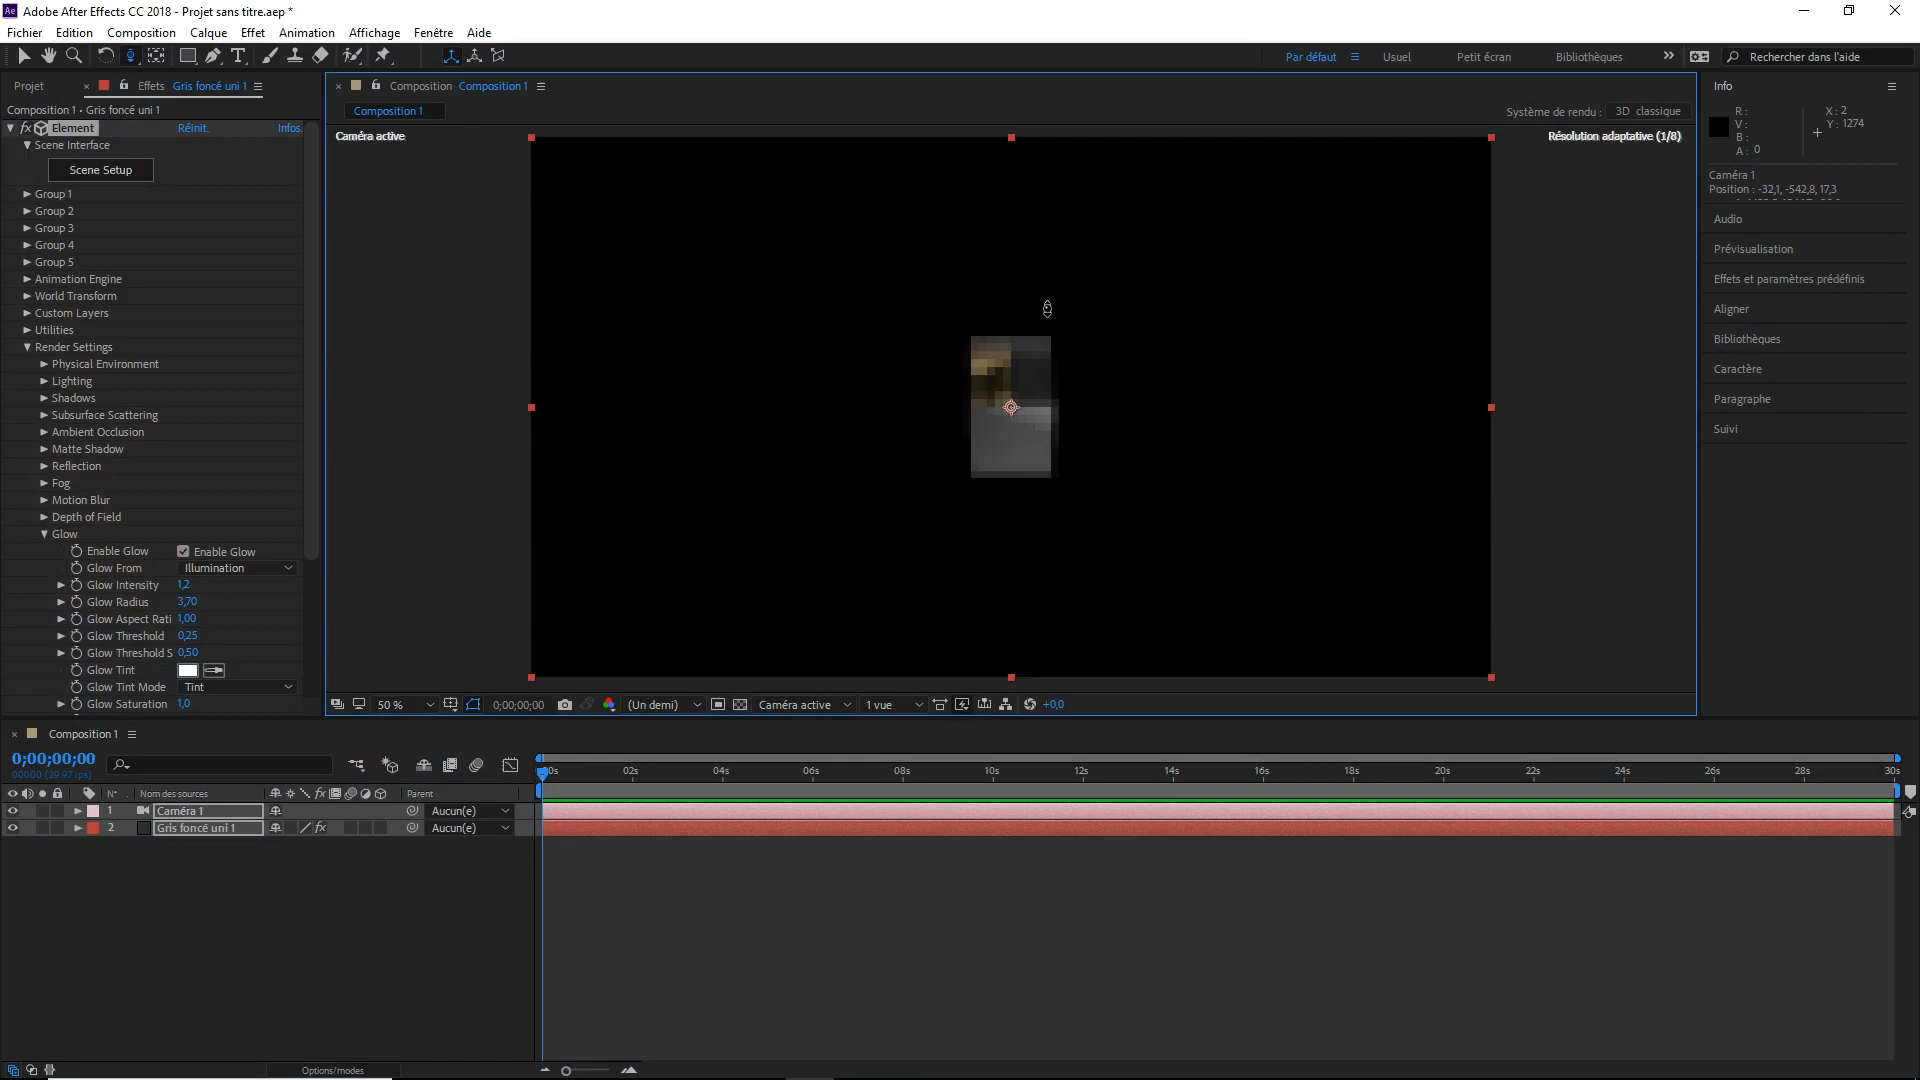 Adobe After Effects CC 2018 - Projet sans titre.aep *
Fichier Edition Composition Calque Effet Animation Affichage Fenêtre Aide
Par défaut Usuel Petit écran Bibliothèques Rechercher dans l'aide
Projet Effets Gris foncé uni 1
Composition 1 • Gris foncé uni 1
fx Element Réinit. Infos.
Scene Interface
Scene Setup
Group 1
Group 2
Group 3
Group 4
Group 5
Animation Engine
World Transform
Custom Layers
Utilities
Render Settings
Physical Environment
Lighting
Shadows
Subsurface Scattering
Ambient Occlusion
Matte Shadow
Reflection
Fog
Motion Blur
Depth of Field
Glow
Enable Glow Enable Glow
Glow From Illumination
Glow Intensity 1,2
Glow Radius 3,70
Glow Aspect Rati 1,00
Glow Threshold 0,25
Glow Threshold S 0,50
Glow Tint
Glow Tint Mode Tint
Glow Saturation 1,0
Composition Composition 1
Composition 1
Système de rendu : 3D classique
Caméra active
Résolution adaptative (1/8)
50 % 0;00;00;00 (Un demi) Caméra active 1 vue +0,0
Info
R :
V :
B :
A : 0
X : 2
Y : 1274
Caméra 1
Position : -32,1, -542,8, 17,3
Audio
Prévisualisation
Effets et paramètres prédéfinis
Aligner
Bibliothèques
Caractère
Paragraphe
Suivi
Composition 1
0;00;00;00
00000 (29.97 ips)
N° Nom des sources fx Parent
1 Caméra 1 Aucun(e)
2 Gris foncé uni 1 fx Aucun(e)
00s 02s 04s 06s 08s 10s 12s 14s 16s 18s 20s 22s 24s 26s 28s 30s
Options/modes